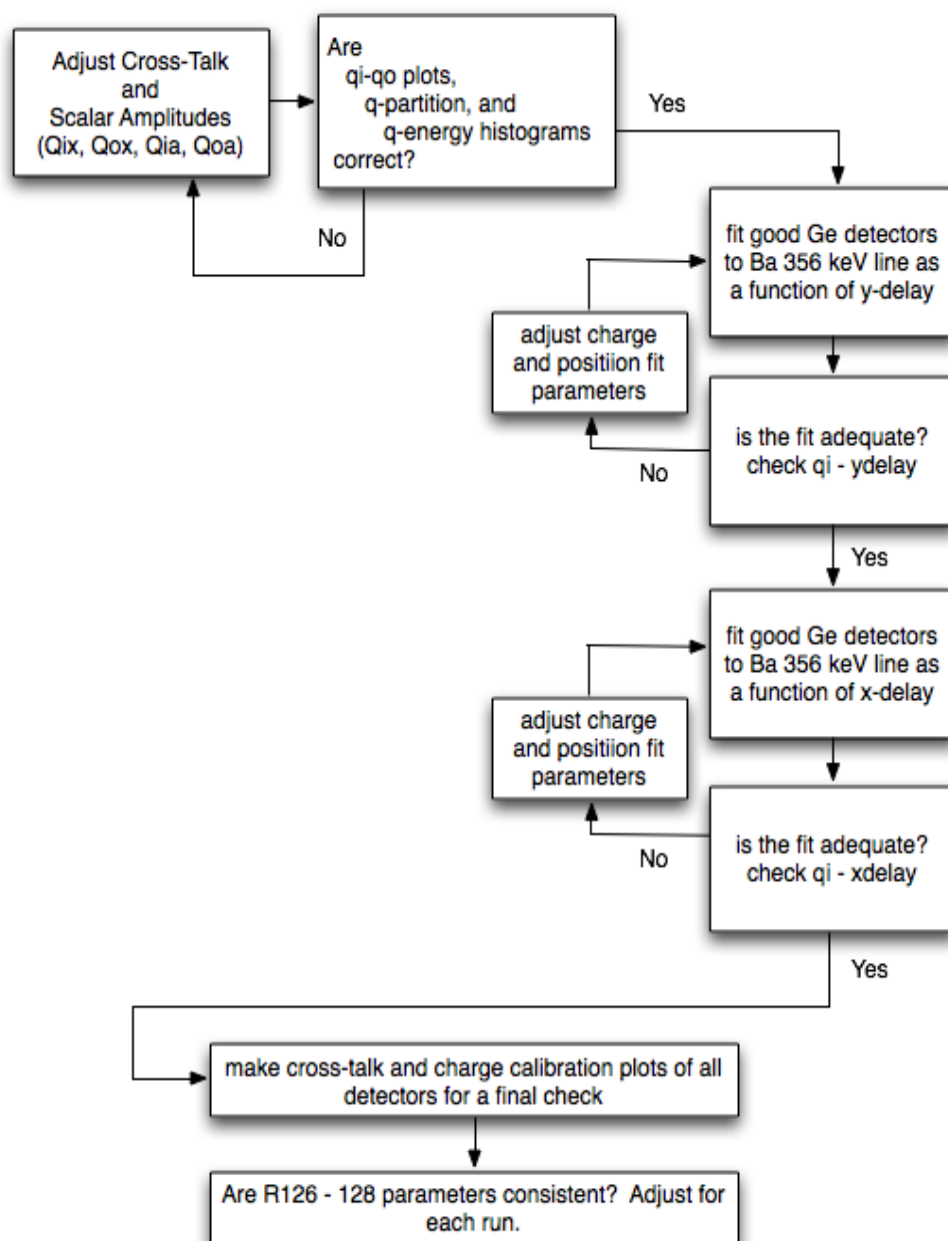 Adjust Cross-Talk
and
Scalar Amplitudes
(Qix, Qox, Qia, Qoa)
Are
qi-qo plots,
q-partition, and
q-energy histograms
correct?
Yes
No
fit good Ge detectors
to Ba 356 keV line as
a function of y-delay
adjust charge
and positiion fit
parameters
is the fit adequate?
check qi - ydelay
No
Yes
fit good Ge detectors
to Ba 356 keV line as
a function of x-delay
adjust charge
and positiion fit
parameters
is the fit adequate?
check qi - xdelay
No
Yes
make cross-talk and charge calibration plots of all
detectors for a final check
Are R126 - 128 parameters consistent?  Adjust for
each run.